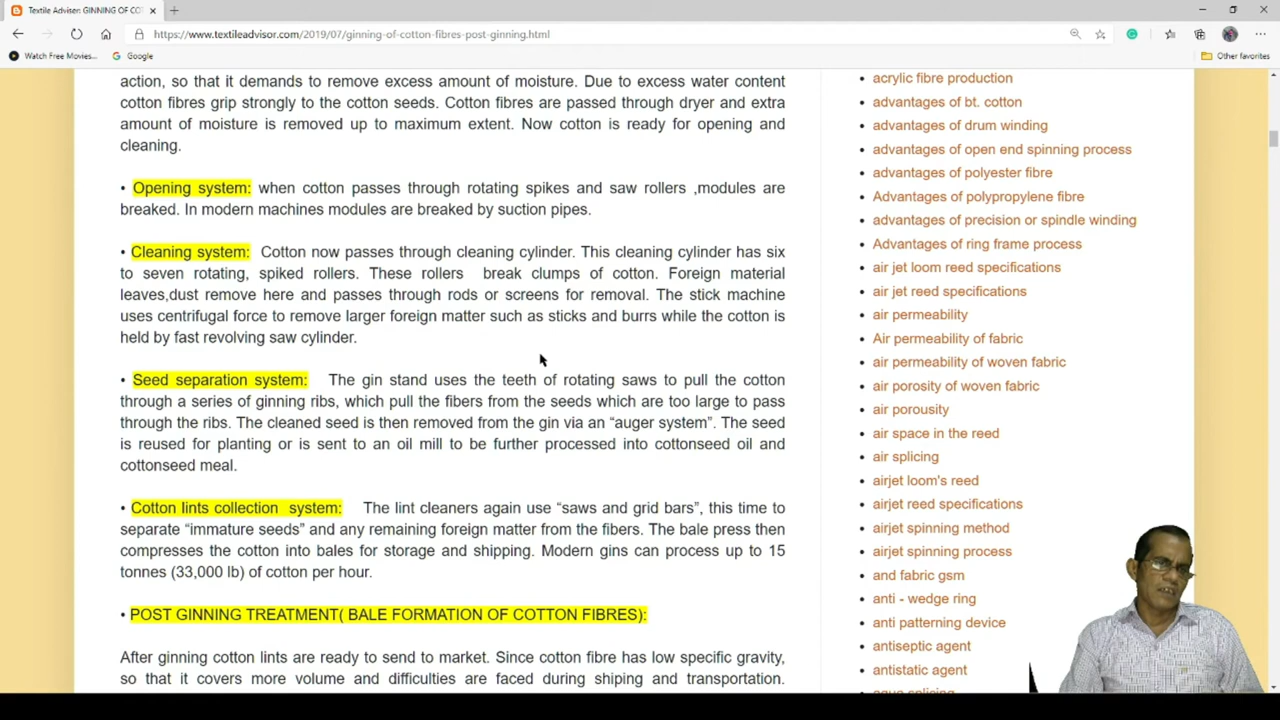 Textile Adviser: GINNING OF CO
https://www.textileadvisor.com/2019/07/ginning-of-cotton-fibres-post-ginning.html
Watch Free Movies...
Google
Other favorites
action, so that it demands to remove excess amount of moisture. Due to excess water content
cotton fibres grip strongly to the cotton seeds. Cotton fibres are passed through dryer and extra
amount of moisture is removed up to maximum extent. Now cotton is ready for opening and
cleaning.
• Opening system: when cotton passes through rotating spikes and saw rollers ,modules are
breaked. In modern machines modules are breaked by suction pipes.
• Cleaning system: Cotton now passes through cleaning cylinder. This cleaning cylinder has six
to seven rotating, spiked rollers. These rollers break clumps of cotton. Foreign material
leaves,dust remove here and passes through rods or screens for removal. The stick machine
uses centrifugal force to remove larger foreign matter such as sticks and burrs while the cotton is
held by fast revolving saw cylinder.
• Seed separation system: The gin stand uses the teeth of rotating saws to pull the cotton
through a series of ginning ribs, which pull the fibers from the seeds which are too large to pass
through the ribs. The cleaned seed is then removed from the gin via an “auger system”. The seed
is reused for planting or is sent to an oil mill to be further processed into cottonseed oil and
cottonseed meal.
• Cotton lints collection system: The lint cleaners again use “saws and grid bars”, this time to
separate “immature seeds” and any remaining foreign matter from the fibers. The bale press then
compresses the cotton into bales for storage and shipping. Modern gins can process up to 15
tonnes (33,000 lb) of cotton per hour.
• POST GINNING TREATMENT( BALE FORMATION OF COTTON FIBRES):
After ginning cotton lints are ready to send to market. Since cotton fibre has low specific gravity,
so that it covers more volume and difficulties are faced during shiping and transportation.
• acrylic fibre production
• advantages of bt. cotton
• advantages of drum winding
• advantages of open end spinning process
• advantages of polyester fibre
• Advantages of polypropylene fibre
• advantages of precision or spindle winding
• Advantages of ring frame process
• air jet loom reed specifications
• air jet reed specifications
• air permeability
• Air permeability of fabric
• air permeability of woven fabric
• air porosity of woven fabric
• air porousity
• air space in the reed
• air splicing
• airjet loom's reed
• airjet reed specifications
• airjet spinning method
• airjet spinning process
• and fabric gsm
• anti - wedge ring
• anti patterning device
• antiseptic agent
• antistatic agent
• aqua splicing